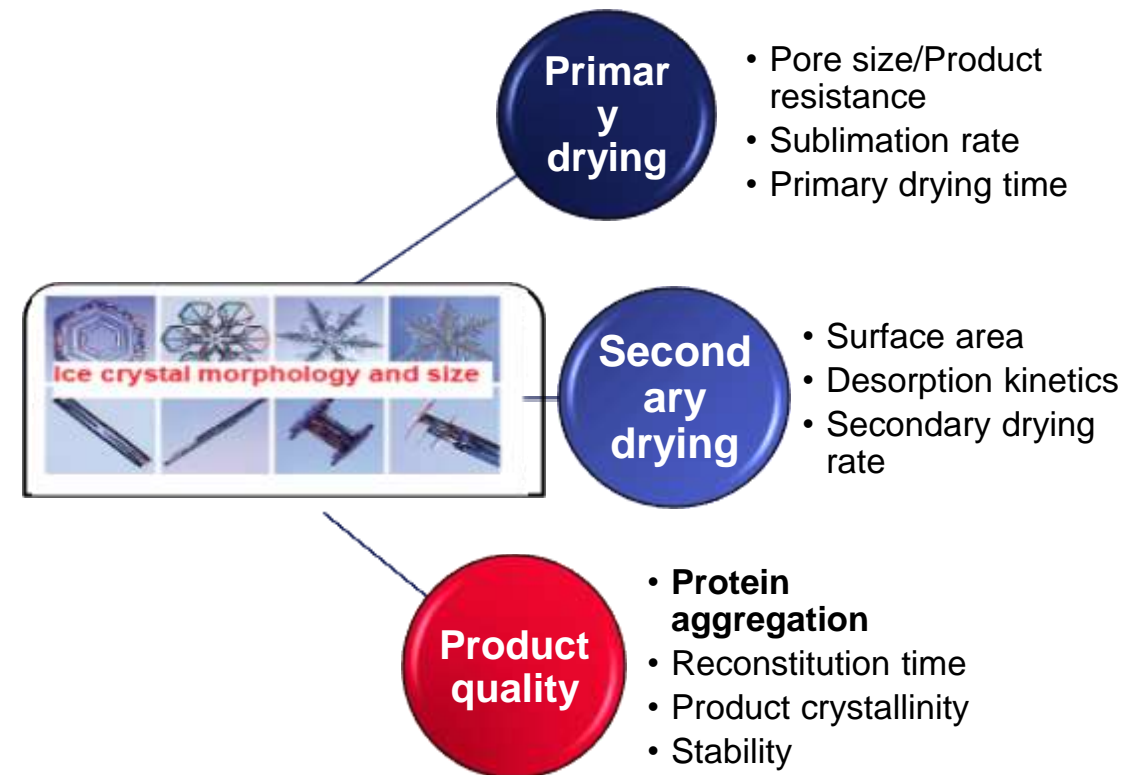 Primar
y
drying
• Pore size/Product
resistance
• Sublimation rate
• Primary drying time
Ice crystal morphology and size
Second
ary
drying
• Surface area
• Desorption kinetics
• Secondary drying
rate
Product
quality
• Protein
aggregation
• Reconstitution time
• Product crystallinity
• Stability